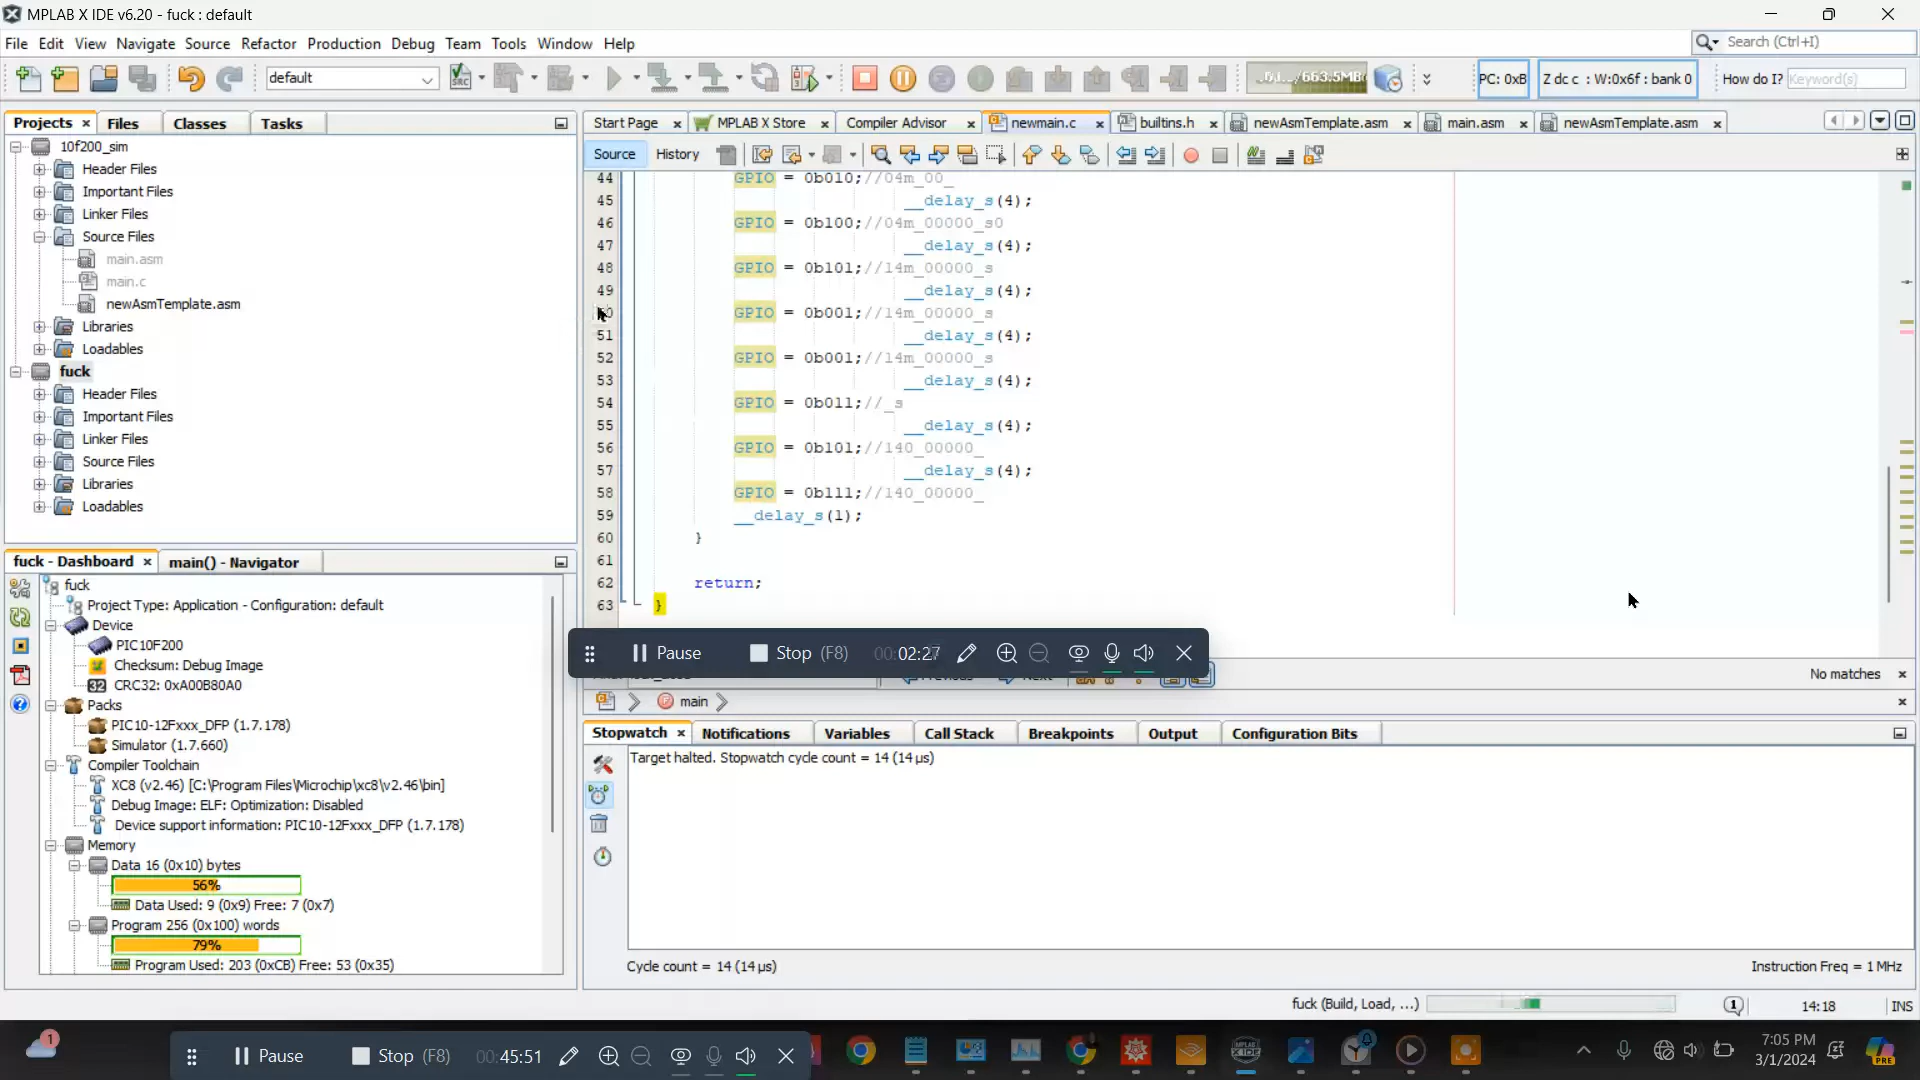 MPLAB X IDE v6.20 - fuck : default
File Edit View Navigate Source Refactor Production Debug Team Tools Window Help
Search (Ctrl+I)
default
PC: 0xB
Z dc c : W:0x6f : bank 0
How do I? Keyword(s)
Projects Files Classes Tasks
Start Page MPLAB X Store Compiler Advisor newmain.c builtins.h newAsmTemplate.asm main.asm newAsmTemplate.asm
Source History
10f200_sim
Header Files
Important Files
Linker Files
Source Files
main.asm
main.c
newAsmTemplate.asm
Libraries
Loadables
fuck
Header Files
Important Files
Linker Files
Source Files
Libraries
Loadables
44 GPIO = 0b010;//04m_00_
45 __delay_s(4);
46 GPIO = 0b100;//04m_00000_s0
47 __delay_s(4);
48 GPIO = 0b101;//14m_00000_s
49 __delay_s(4);
GPIO = 0b001;//14m_00000_s
51 __delay_s(4);
52 GPIO = 0b001;//14m_00000_s
53 __delay_s(4);
54 GPIO = 0b011;//_s
55 __delay_s(4);
56 GPIO = 0b101;//140_00000_
57 __delay_s(4);
58 GPIO = 0b111;//140_00000_
59 __delay_s(1);
60 }
61
62 return;
63 }
Pause Stop (F8)
No matches
main
fuck - Dashboard main() - Navigator
fuck
Project Type: Application - Configuration: default
Device
PIC10F200
Checksum: Debug Image
CRC32: 0xA00B80A0
Packs
PIC10-12Fxxx_DFP (1.7.178)
Simulator (1.7.660)
Compiler Toolchain
XC8 (v2.46) [C:\Program Files\Microchip\xc8\v2.46\bin]
Debug Image: ELF: Optimization: Disabled
Device support information: PIC10-12Fxxx_DFP (1.7.178)
Memory
Data 16 (0x10) bytes
56%
Data Used: 9 (0x9) Free: 7 (0x7)
Program 256 (0x100) words
79%
Program Used: 203 (0xCB) Free: 53 (0x35)
Stopwatch Notifications Variables Call Stack Breakpoints Output Configuration Bits
Target halted. Stopwatch cycle count = 14 (14 µs)
Cycle count = 14 (14 µs)
Instruction Freq = 1 MHz
fuck (Build, Load, ...)
1
14:18
INS
1
Pause Stop (F8) 00:45:51
7:05 PM
3/1/2024
PRE